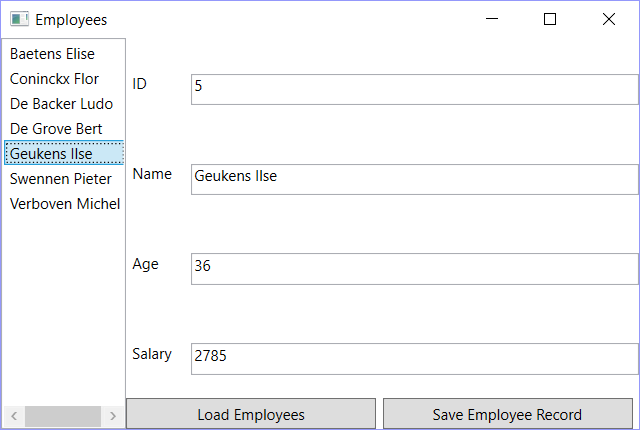 Employees
Baetens Elise
Coninckx Flor
De Backer Ludo
De Grove Bert
Geukens Ilse
Swennen Pieter
Verboven Michel
ID
5
Name
Geukens Ilse
Age
36
Salary
2785
Load Employees
Save Employee Record